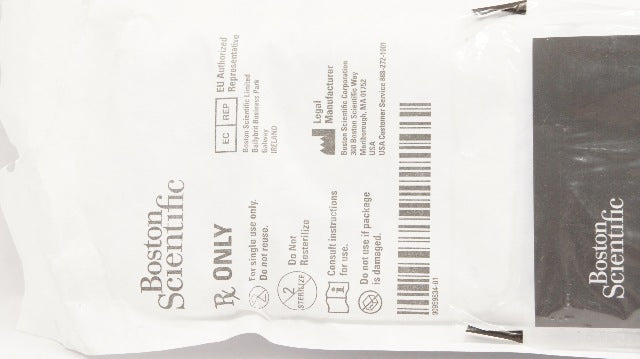 Boston
Scientific
℞ ONLY
For single use only.
Do not reuse.
2
STERILIZE
Do Not
Resterilize
Consult instructions
for use.
Do not use if package
is damaged.
EC REP
EU Authorized
Representative
Boston Scientific Limited
Ballybrit Business Park
Galway
IRELAND
Legal
Manufacturer
Boston Scientific Corporation
300 Boston Scientific Way
Marlborough, MA 01752
USA
USA Customer Service 888-272-1001
Boston
Scientific